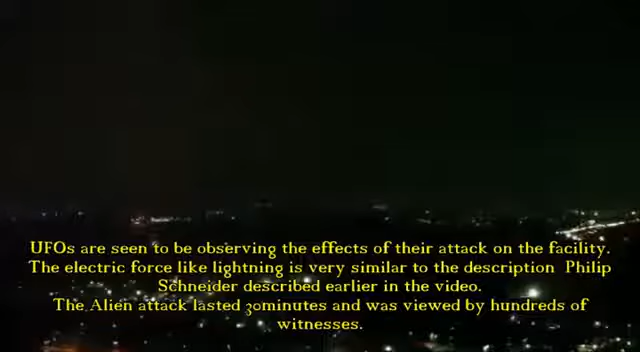 UFOs are seen to be observing the effects of their attack on the facility.
The electric force like lightning is very similar to the description  Philip
Schneider described earlier in the video.
The Alien attack lasted 30minutes and was viewed by hundreds of
witnesses.